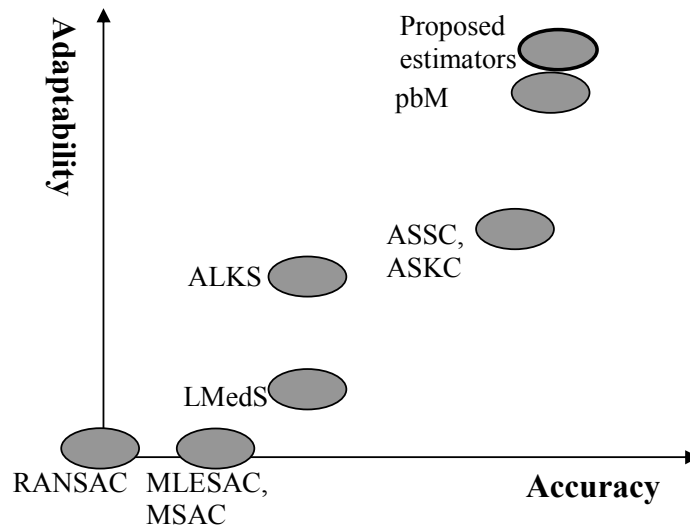 Adaptability
Proposed
estimators
pbM
ASSC,
ASKC
ALKS
LMedS
RANSAC
MLESAC,
MSAC
Accuracy